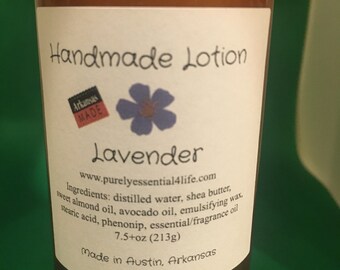 Handmade Lotion
Arkansas
MADE
Lavender
www.purelyessential4life.com
Ingredients: distilled water, shea butter,
sweet almond oil, avocado oil, emulsifying wax,
stearic acid, phenonip, essential/fragrance oil
7.5+oz (213g)
Made in Austin, Arkansas